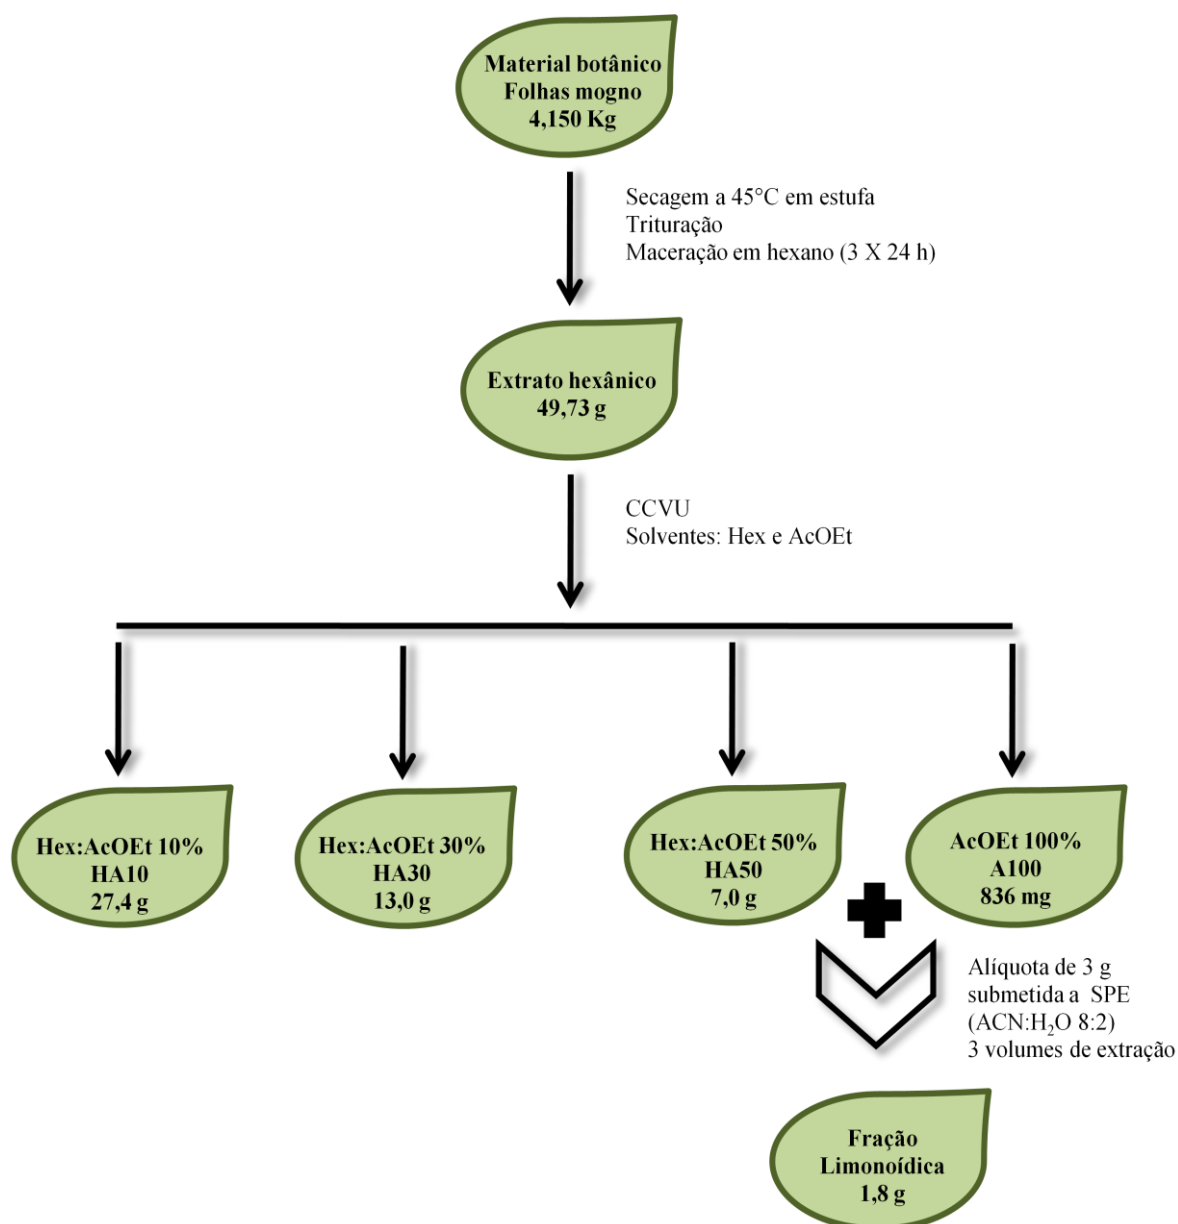 Material botânico
Folhas mogno
4,150 Kg
Secagem a 45°C em estufa
Trituração
Maceração em hexano (3 X 24 h)
Extrato hexânico
49,73 g
CCVU
Solventes: Hex e AcOEt
Hex:AcOEt 10%
HA10
27,4 g
Hex:AcOEt 30%
HA30
13,0 g
Hex:AcOEt 50%
HA50
7,0 g
AcOEt 100%
A100
836 mg
Alíquota de 3 g
submetida a SPE
(ACN:H₂O 8:2)
3 volumes de extração
Fração
Limonoídica
1,8 g